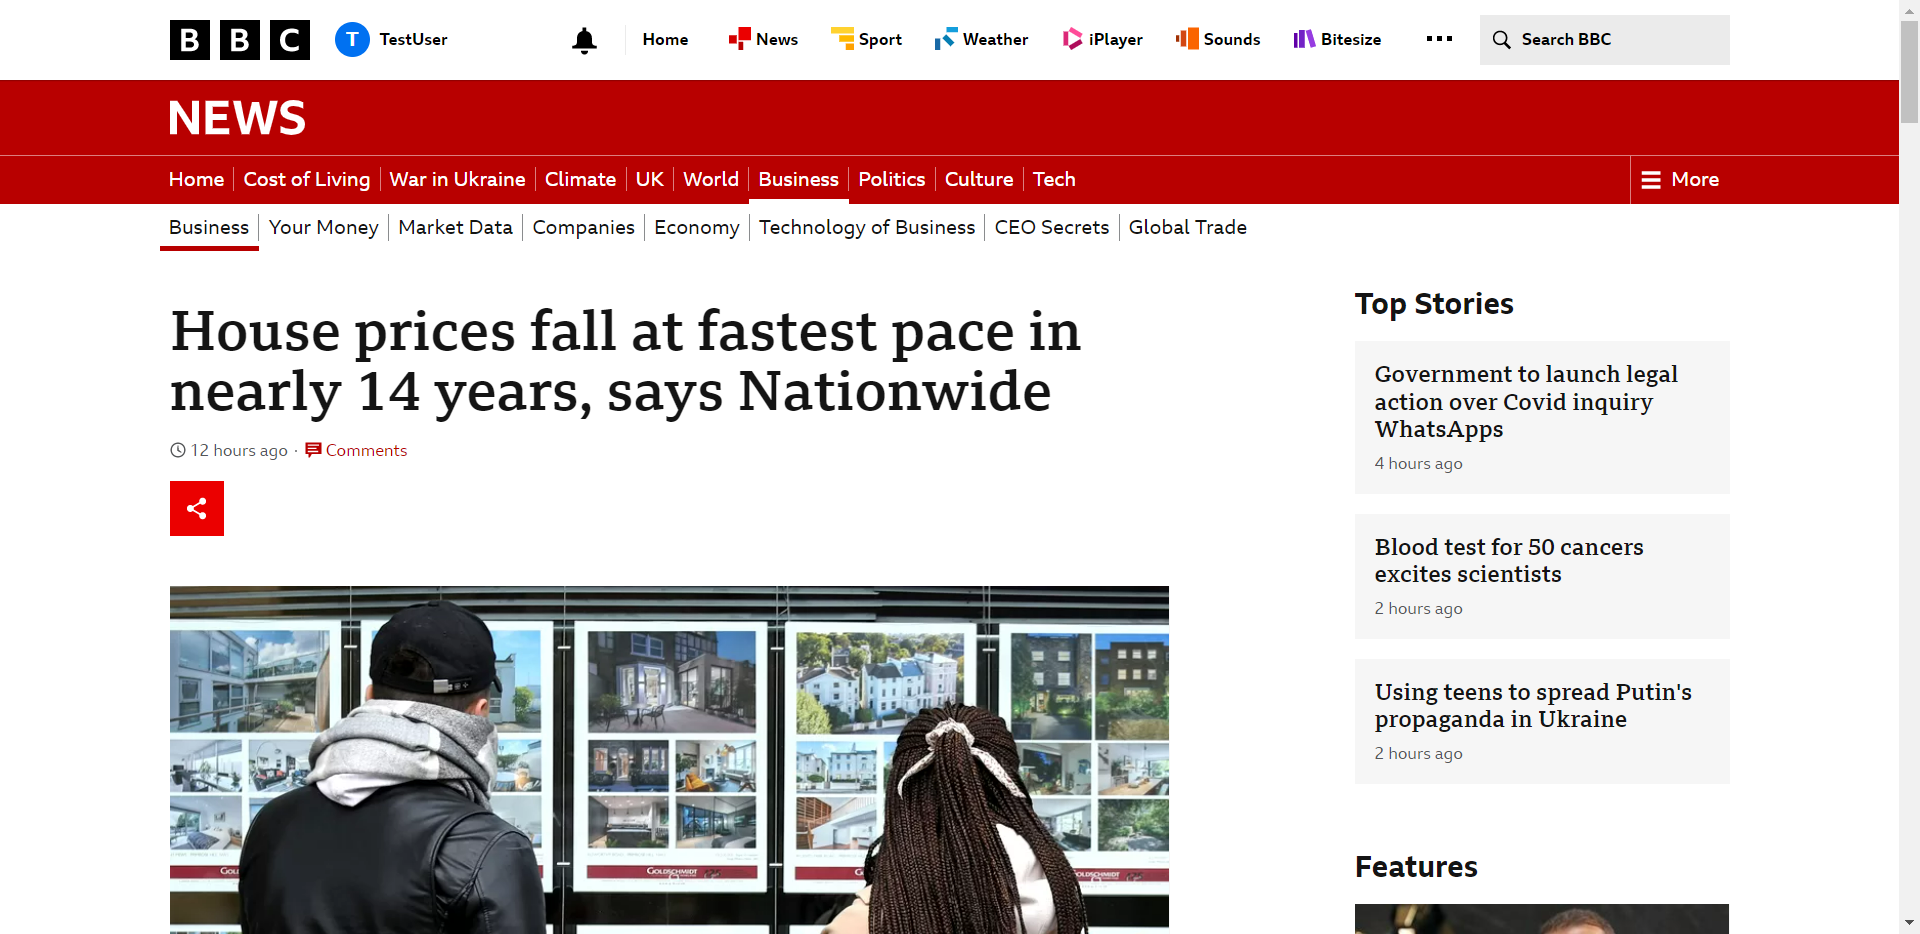 BBC
T TestUser
Home
News
Sport
Weather
iPlayer
Sounds
Bitesize
Search BBC
NEWS
Home
Cost of Living
War in Ukraine
Climate
UK
World
Business
Politics
Culture
Tech
More
Business
Your Money
Market Data
Companies
Economy
Technology of Business
CEO Secrets
Global Trade
House prices fall at fastest pace in
nearly 14 years, says Nationwide
12 hours ago · Comments
GOLDSCHMIDT
Top Stories
Government to launch legal
action over Covid inquiry
WhatsApps
4 hours ago
Blood test for 50 cancers
excites scientists
2 hours ago
Using teens to spread Putin's
propaganda in Ukraine
2 hours ago
Features